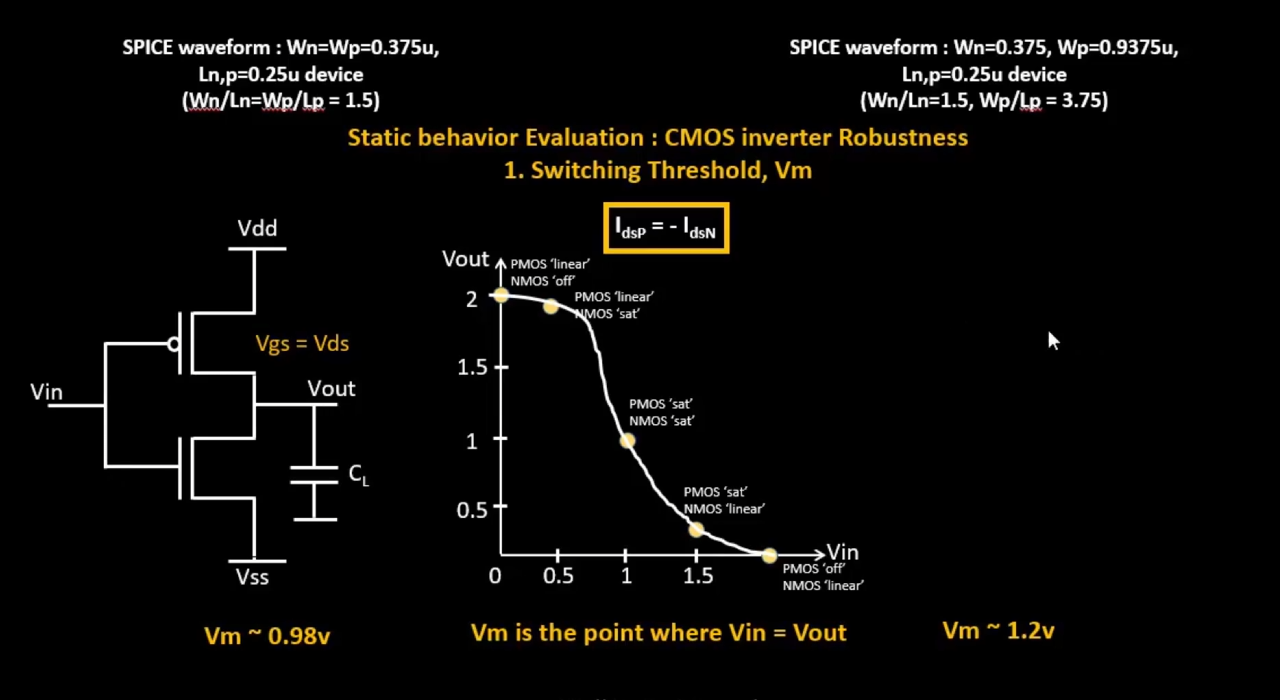 SPICE waveform : Wn=Wp=0.375u,
Ln,p=0.25u device
(Wn/Ln=Wp/Lp = 1.5)
SPICE waveform : Wn=0.375, Wp=0.9375u,
Ln,p=0.25u device
(Wn/Ln=1.5, Wp/Lp = 3.75)
Static behavior Evaluation : CMOS inverter Robustness
1. Switching Threshold, Vm
IdsP = - IdsN
Vdd
Vgs = Vds
Vin
Vout
CL
Vss
Vout
PMOS 'linear'
NMOS 'off'
2
PMOS 'linear'
NMOS 'sat'
1.5
PMOS 'sat'
NMOS 'sat'
1
PMOS 'sat'
NMOS 'linear'
0.5
Vin
0 0.5 1 1.5
PMOS 'off'
NMOS 'linear'
Vm ~ 0.98v
Vm is the point where Vin = Vout
Vm ~ 1.2v